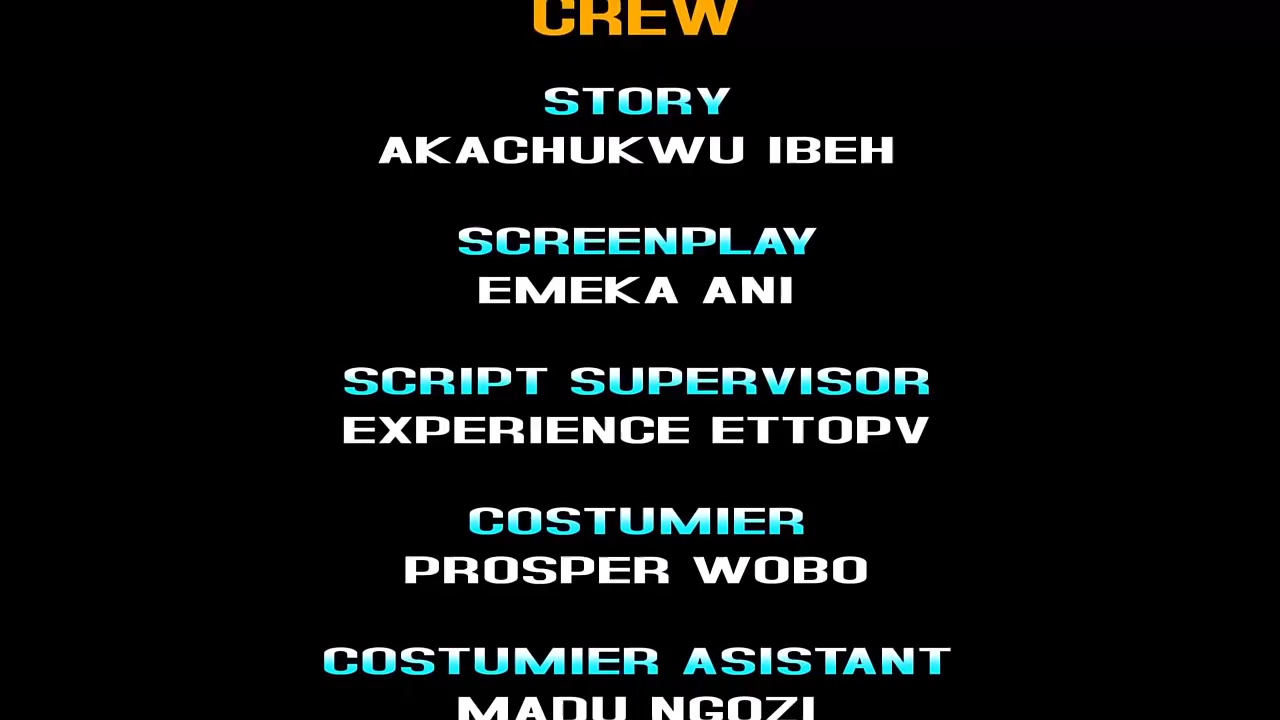 CREW
STORY
AKACHUKWU IBEH
SCREENPLAY
EMEKA ANI
SCRIPT SUPERVISOR
EXPERIENCE ETTOPV
COSTUMIER
PROSPER WOBO
COSTUMIER ASISTANT
MADU NGOZI